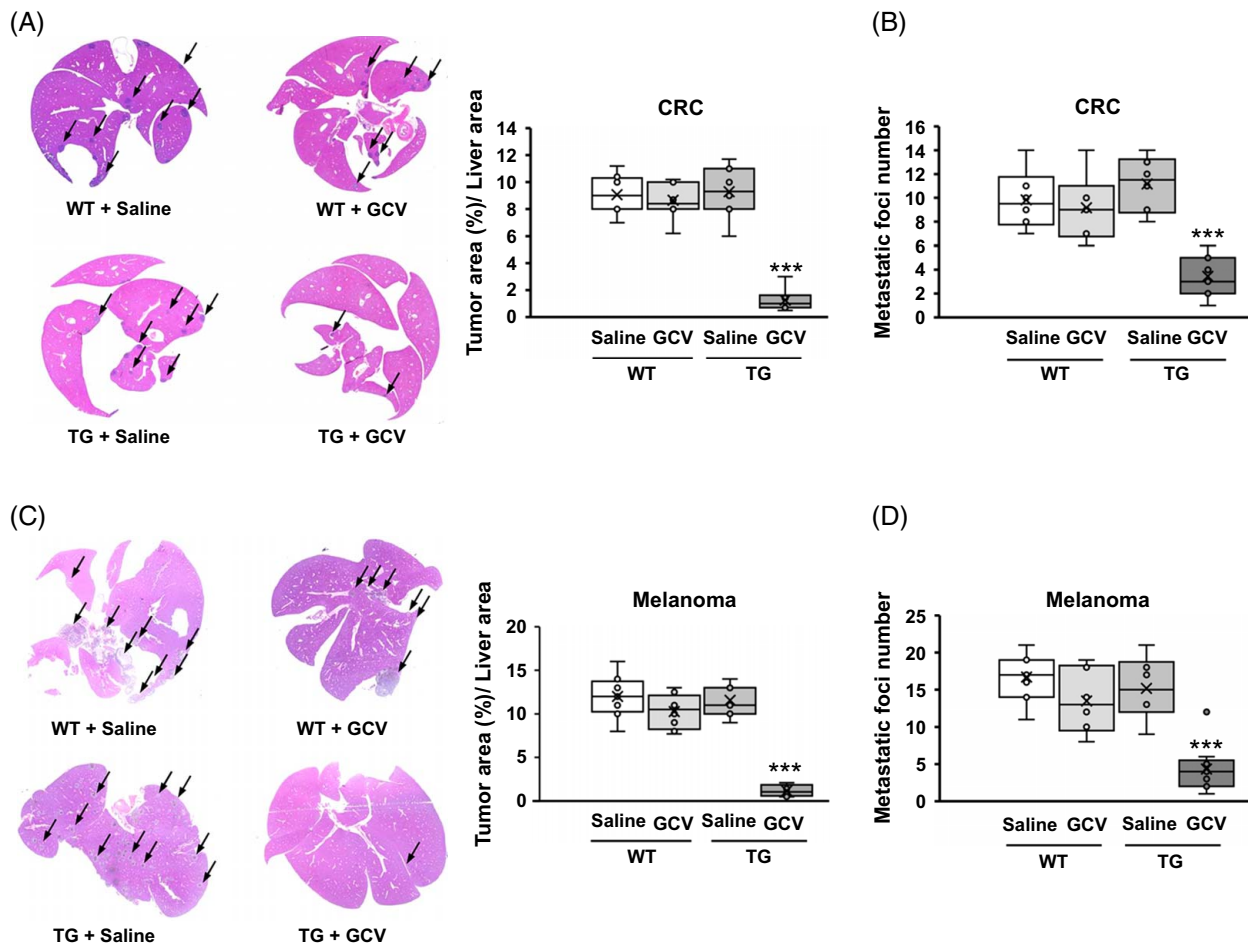 (A)
WT + Saline
WT + GCV
TG + Saline
TG + GCV
CRC
Tumor area (%)/ Liver area
14
12
10
8
6
4
2
0
***
Saline GCV Saline GCV
WT TG
(B)
CRC
Metastatic foci number
16
14
12
10
8
6
4
2
0
***
Saline GCV Saline GCV
WT TG
(C)
WT + Saline
WT + GCV
TG + Saline
TG + GCV
Melanoma
Tumor area (%)/ Liver area
20
15
10
5
0
***
Saline GCV Saline GCV
WT TG
(D)
Melanoma
Metastatic foci number
25
20
15
10
5
0
***
Saline GCV Saline GCV
WT TG